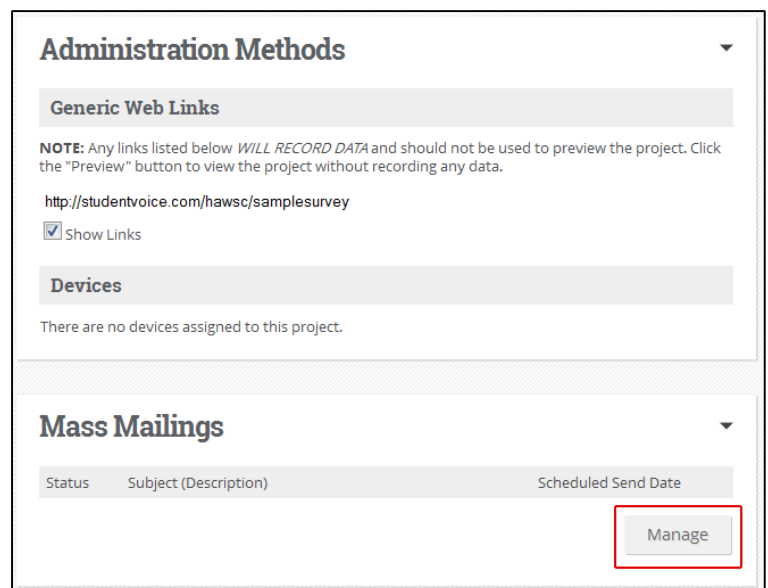 Administration Methods
Generic Web Links
NOTE: Any links listed below WILL RECORD DATA and should not be used to preview the project. Click
the "Preview" button to view the project without recording any data.
http://studentvoice.com/hawsc/samplesurvey
Show Links
Devices
There are no devices assigned to this project.
Mass Mailings
Status Subject (Description) Scheduled Send Date
Manage